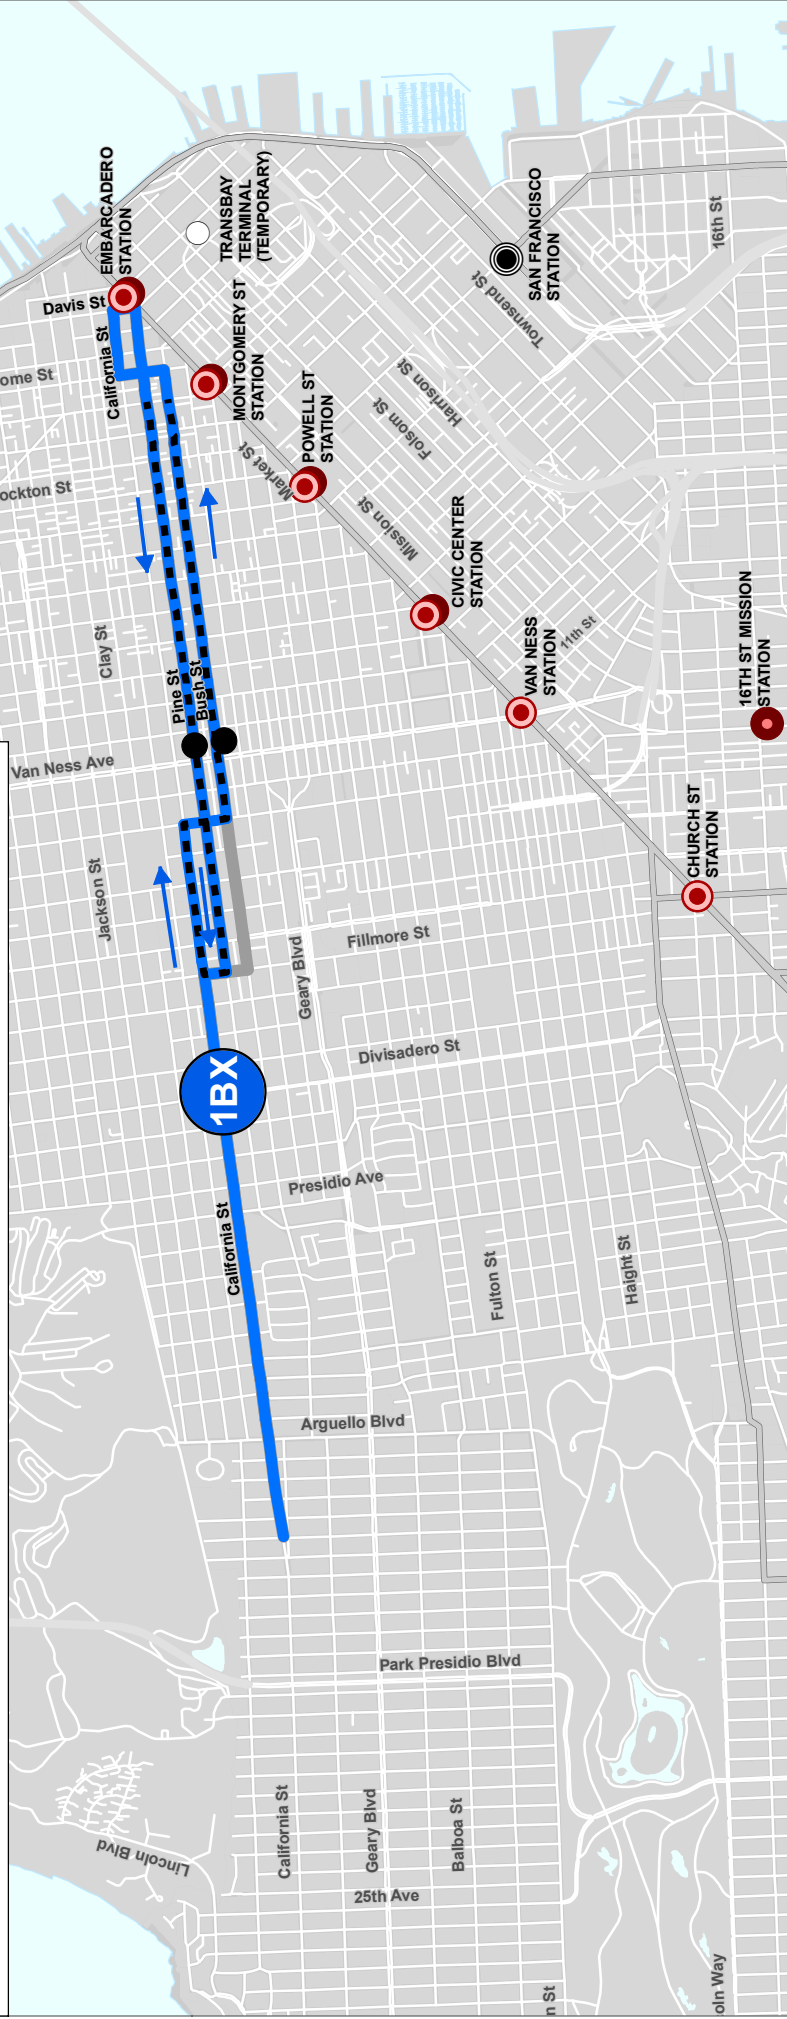 EMBARCADERO
STATION
TRANSBAY
TERMINAL
(TEMPORARY)
SAN FRANCISCO
STATION
16th St
Davis St
California St
ome St
MONTGOMERY ST
STATION
Townsend St
Harrison St
Folsom St
POWELL ST
STATION
Market St
ockton St
Mission St
CIVIC CENTER
STATION
Clay St
Pine St
Bush St
VAN NESS
STATION
11th St
16TH ST MISSION
STATION
Van Ness Ave
CHURCH ST
STATION
Jackson St
Fillmore St
Geary Blvd
Divisadero St
1BX
Presidio Ave
California St
Fulton St
Haight St
Arguello Blvd
Park Presidio Blvd
California St
Geary Blvd
Balboa St
Lincoln Blvd
25th Ave
n St
oln Way